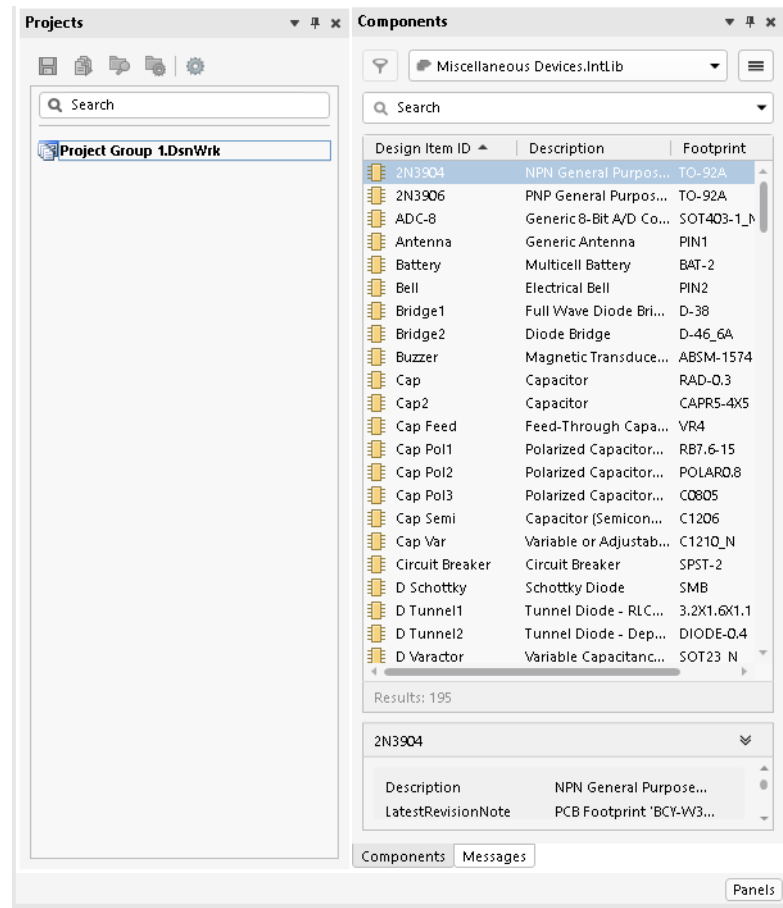 Projects
Search
Project Group 1.DsnWrk
Components
Miscellaneous Devices.IntLib
Search
Design Item ID Description Footprint
2N3904 NPN General Purpos... TO-92A
2N3906 PNP General Purpos... TO-92A
ADC-8 Generic 8-Bit A/D Co... SOT403-1_N
Antenna Generic Antenna PIN1
Battery Multicell Battery BAT-2
Bell Electrical Bell PIN2
Bridge1 Full Wave Diode Bri... D-38
Bridge2 Diode Bridge D-46_6A
Buzzer Magnetic Transduce... ABSM-1574
Cap Capacitor RAD-0.3
Cap2 Capacitor CAPR5-4X5
Cap Feed Feed-Through Capa... VR4
Cap Pol1 Polarized Capacitor... RB7.6-15
Cap Pol2 Polarized Capacitor... POLAR0.8
Cap Pol3 Polarized Capacitor... C0805
Cap Semi Capacitor (Semicon... C1206
Cap Var Variable or Adjustab... C1210_N
Circuit Breaker Circuit Breaker SPST-2
D Schottky Schottky Diode SMB
D Tunnel1 Tunnel Diode - RLC... 3.2X1.6X1.1
D Tunnel2 Tunnel Diode - Dep... DIODE-0.4
D Varactor Variable Capacitanc... SOT23_N
Results: 195
2N3904
Description NPN General Purpose...
LatestRevisionNote PCB Footprint 'BCY-W3...
Components Messages
Panels